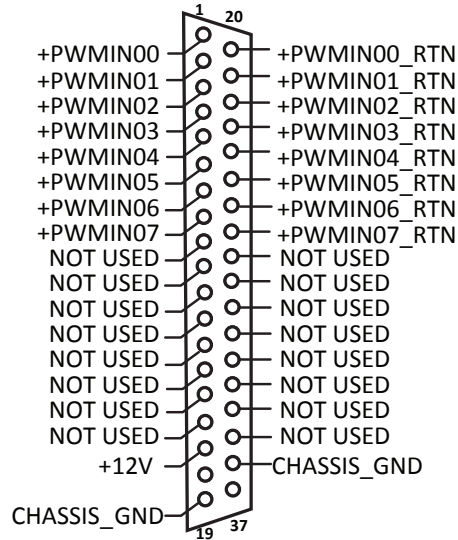 1 20
+PWMIN00 +PWMIN00_RTN
+PWMIN01 +PWMIN01_RTN
+PWMIN02 +PWMIN02_RTN
+PWMIN03 +PWMIN03_RTN
+PWMIN04 +PWMIN04_RTN
+PWMIN05 +PWMIN05_RTN
+PWMIN06 +PWMIN06_RTN
+PWMIN07 +PWMIN07_RTN
NOT USED NOT USED
NOT USED NOT USED
NOT USED NOT USED
NOT USED NOT USED
NOT USED NOT USED
NOT USED NOT USED
NOT USED NOT USED
NOT USED NOT USED
+12V CHASSIS_GND
CHASSIS_GND
19 37